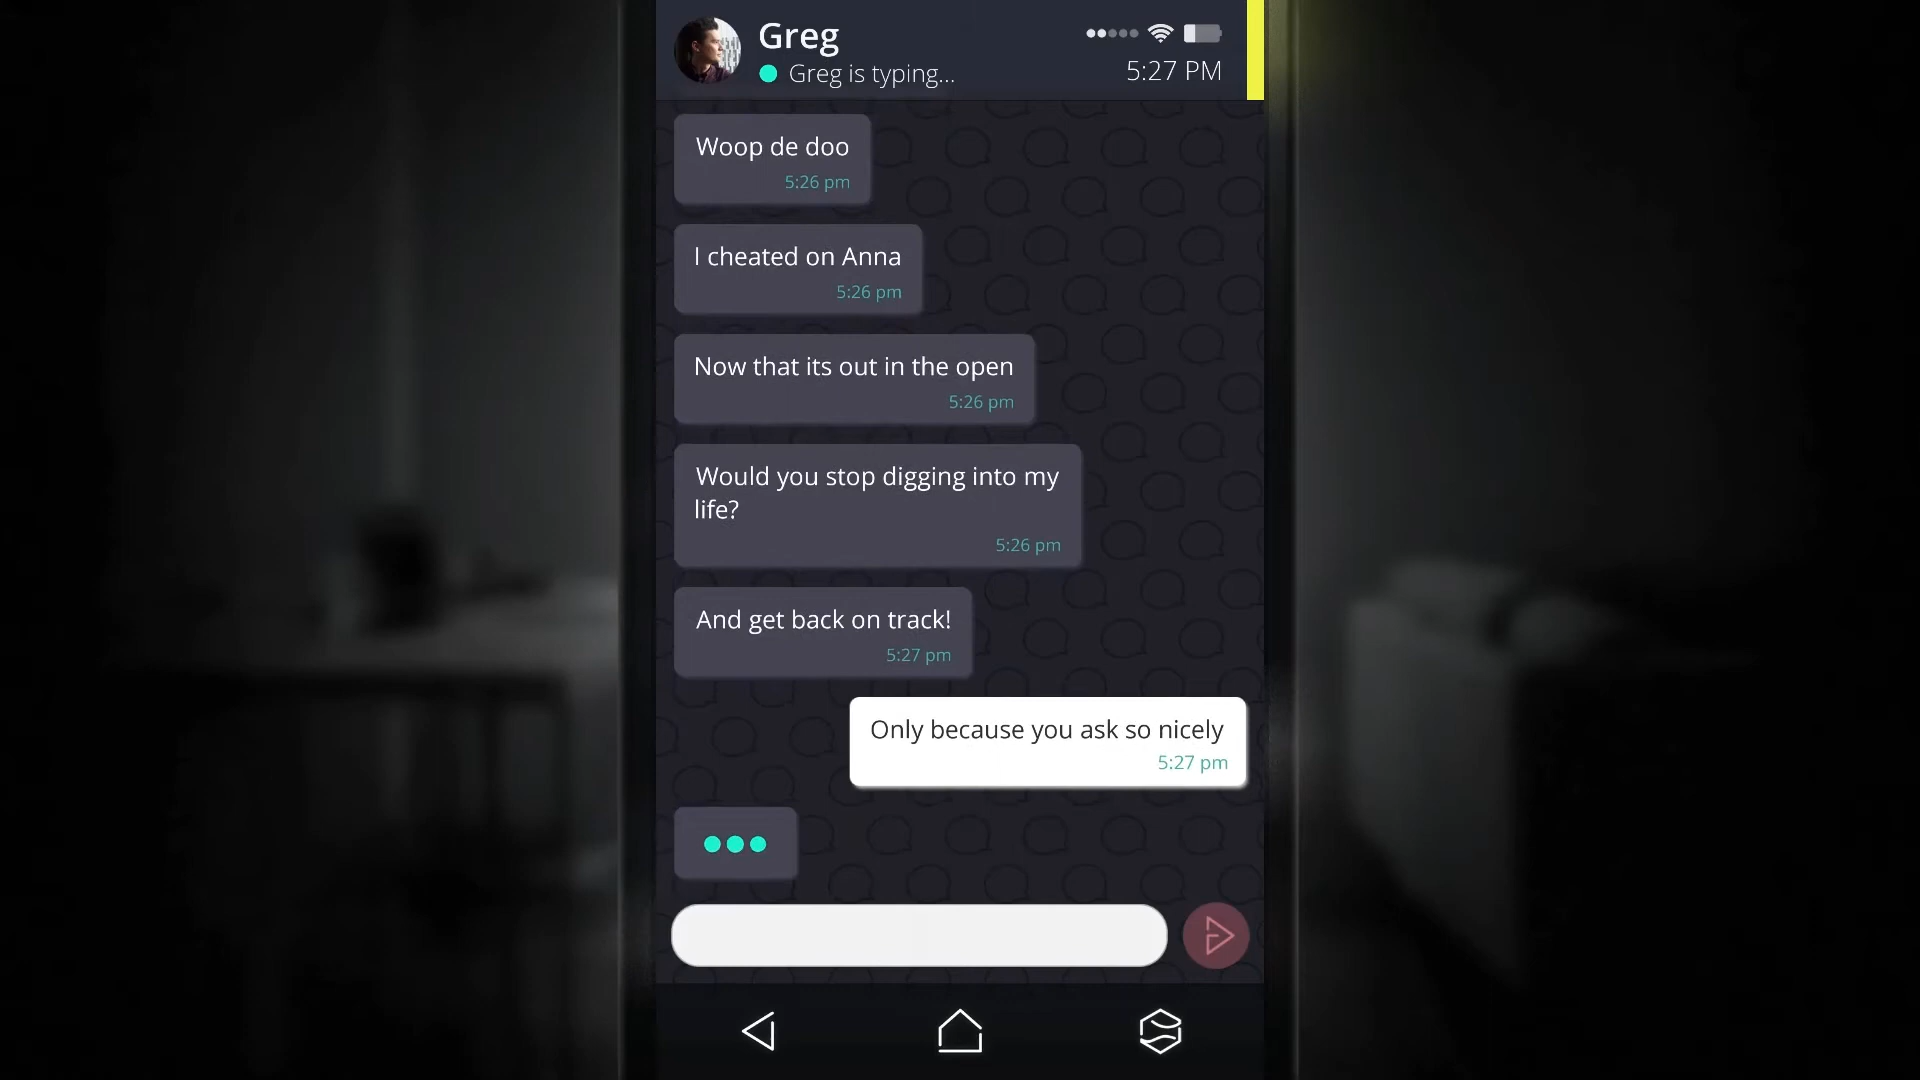 Greg
Greg is typing...
5:27 PM
Woop de doo
5:26 pm
I cheated on Anna
5:26 pm
Now that its out in the open
5:26 pm
Would you stop digging into my
life?
5:26 pm
And get back on track!
5:27 pm
Only because you ask so nicely
5:27 pm